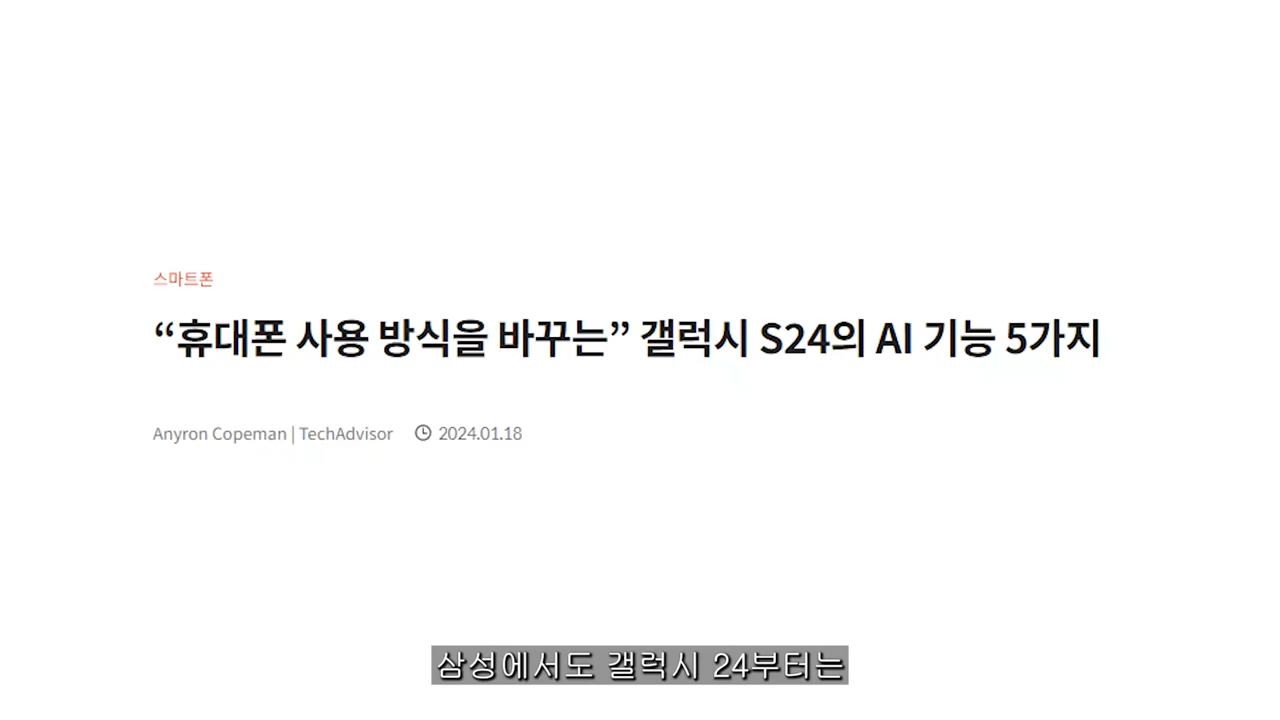 스마트폰
“휴대폰 사용 방식을 바꾸는” 갤럭시 S24의 AI 기능 5가지
Anyron Copeman | TechAdvisor 2024.01.18
삼성에서도 갤럭시 24부터는